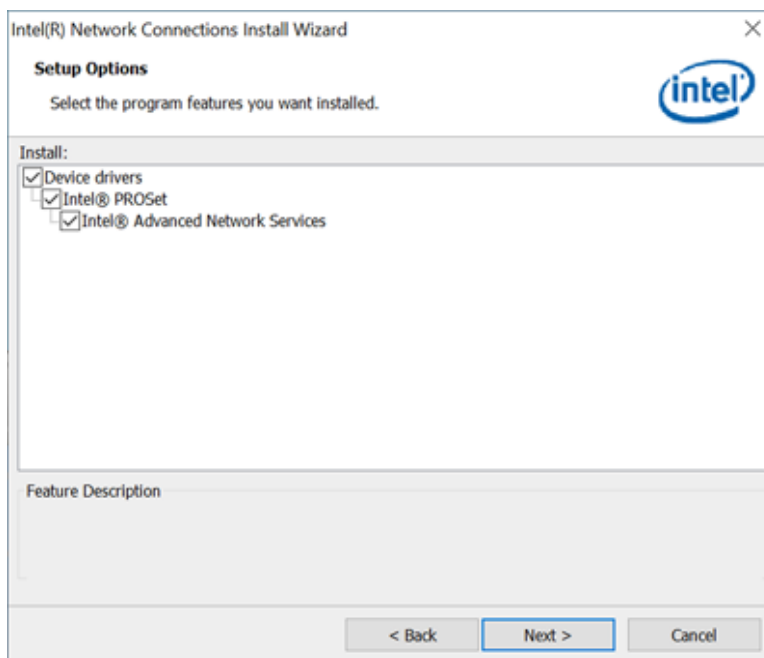 Intel(R) Network Connections Install Wizard
Setup Options
Select the program features you want installed.
intel
Install:
Device drivers
Intel® PROSet
Intel® Advanced Network Services
Feature Description
< Back Next > Cancel